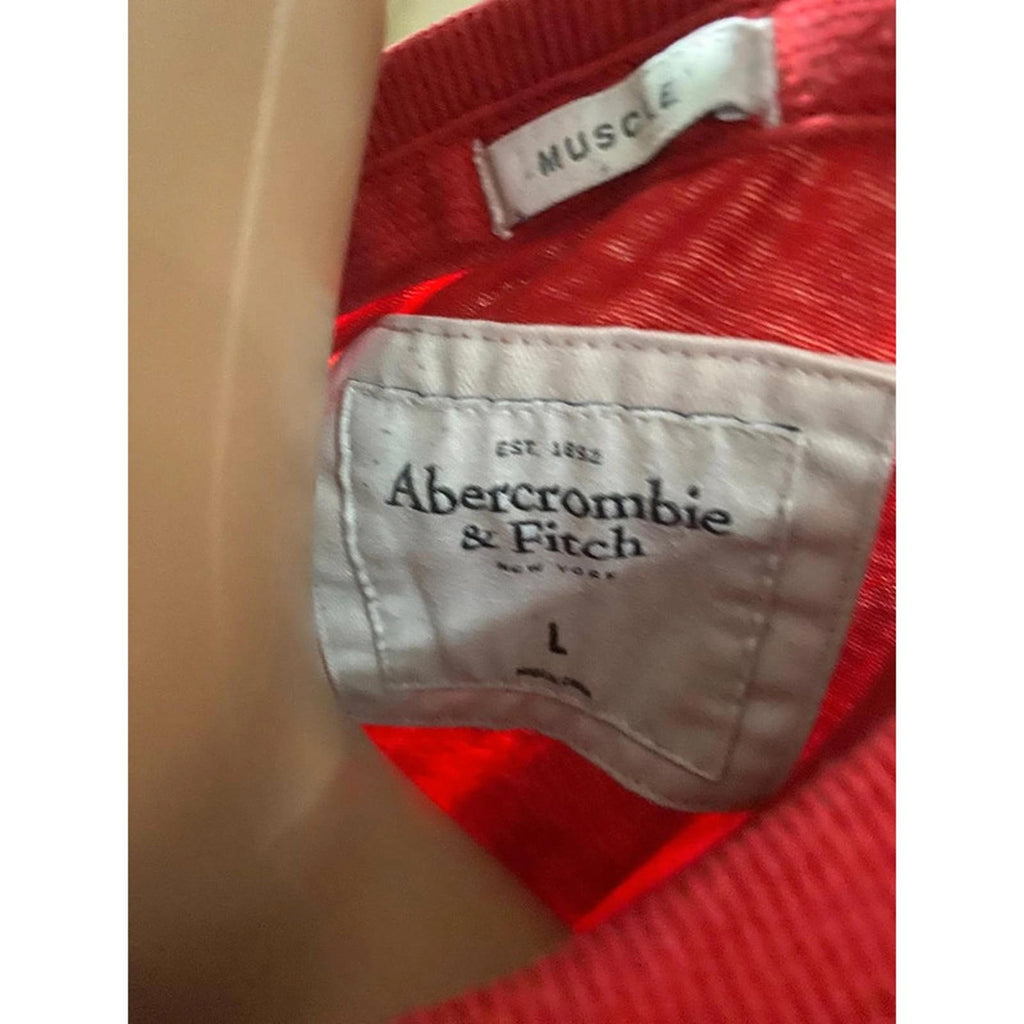 MUSCLE
EST. 1892
Abercrombie
& Fitch
NEW YORK
L